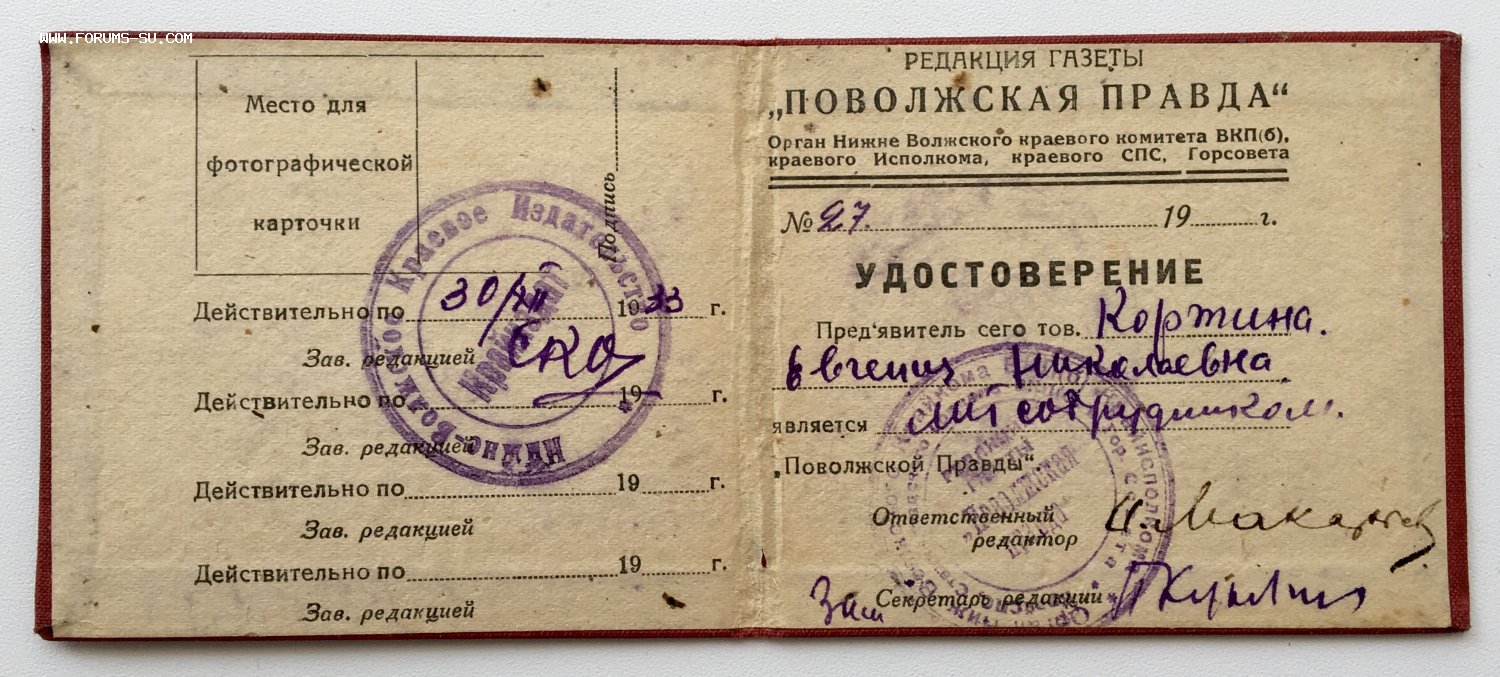 WWW.FORUMS-SU.COM
Место для
фотографической
карточки
Подпись
Действительно по 30/XII 1933 г.
Зав. редакцией
Действительно по 19 г.
Зав. редакцией
Действительно по 19 г.
Зав. редакцией
Действительно по 19 г.
Зав. редакцией
Нижне-Волжское Краевое Издательство
РЕДАКЦИЯ ГАЗЕТЫ
„ПОВОЛЖСКАЯ ПРАВДА“
Орган Нижне Волжского краевого комитета ВКП(б),
краевого Исполкома, краевого СПС, Горсовета
№ 27. 19 г.
УДОСТОВЕРЕНИЕ
Пред'явитель сего тов. Коржина.
Евгения Николаевна
является лит сотрудником.
„Поволжской Правды“.
Ответственный
редактор
Зам Секретарь редакции